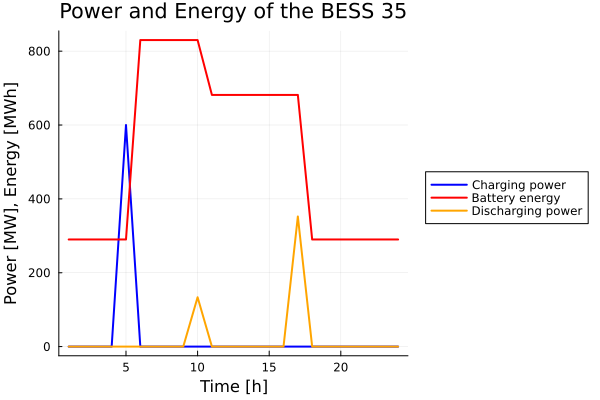 Power and Energy of the BESS 35
Power [MW], Energy [MWh]
800
600
400
200
0
5
10
15
20
Time [h]
Charging power
Battery energy
Discharging power